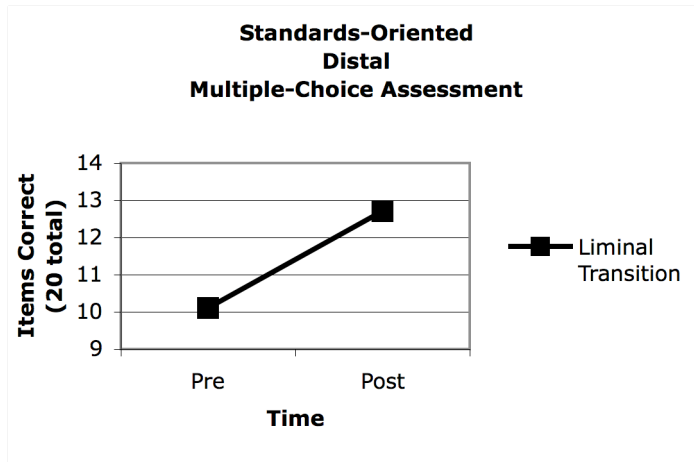 Standards-Oriented
Distal
Multiple-Choice Assessment
Items Correct
(20 total)
14
13
12
11
10
9
Pre
Post
Time
Liminal
Transition